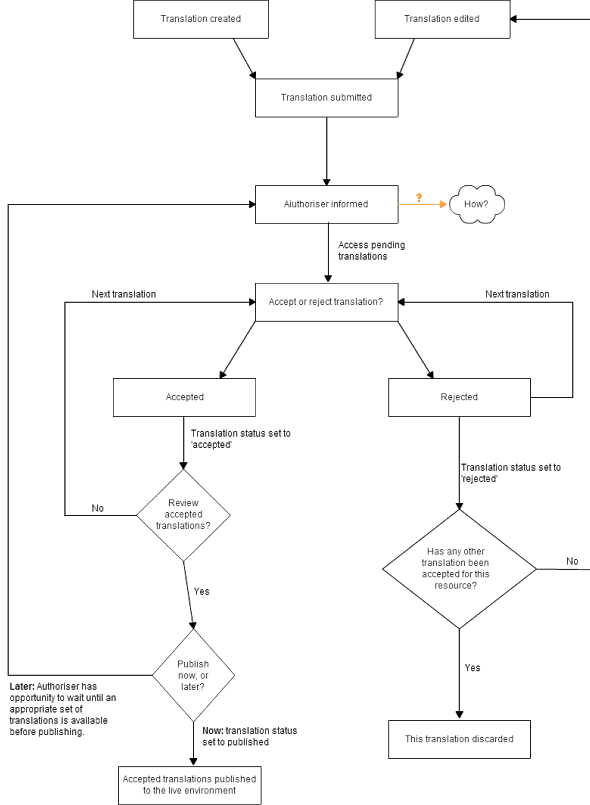 Translation created
Translation edited
Translation submitted
Aiuthoriser informed
?
How?
Access pending
translations
Next translation
Accept or reject translation?
Next translation
Accepted
Rejected
Translation status set to
'accepted'
Translation status set to
'rejected'
Review
accepted
translations?
No
Has any other
translation been
accepted for this
resource?
No
Yes
Publish
now, or
later?
Yes
Later: Authoriser has
opportunity to wait until an
appropriate set of
translations is available
before publishing.
Now: translation status
set to published
This translation discarded
Accepted translations published
to the live environment